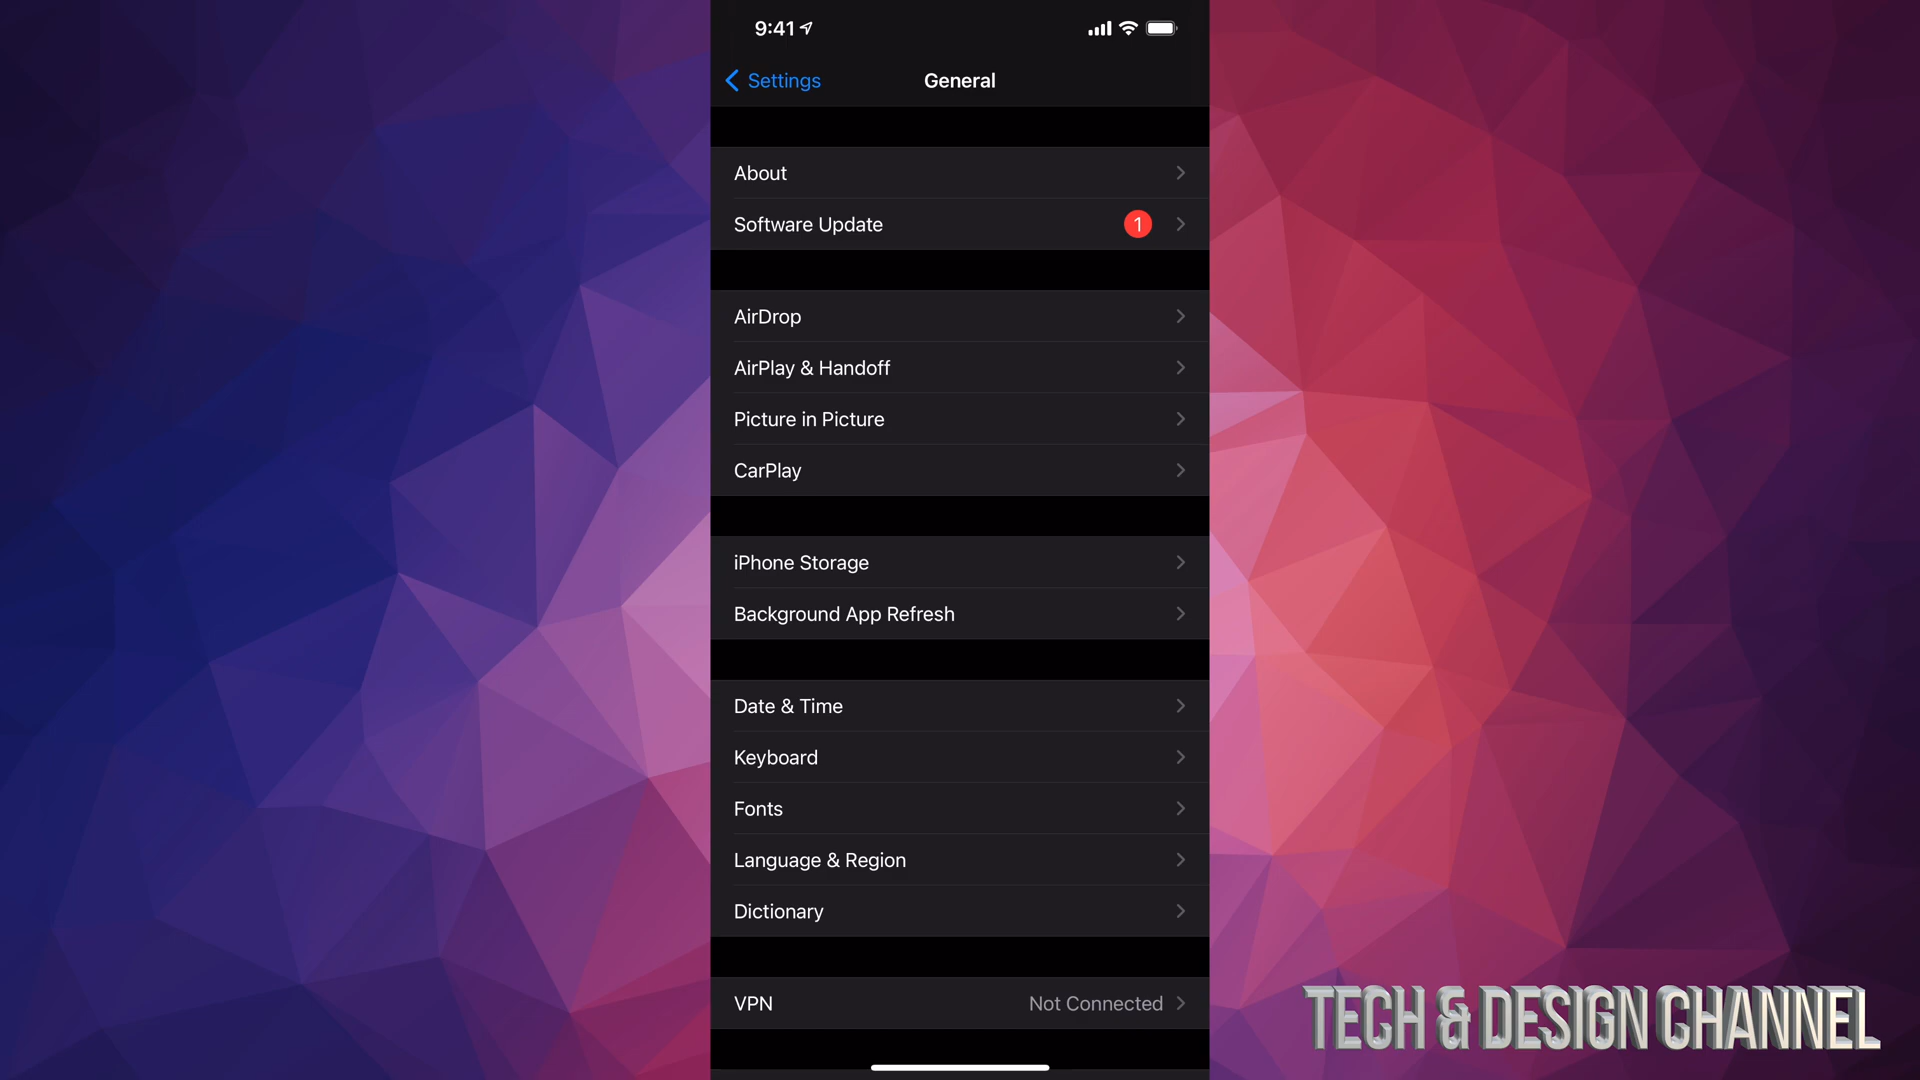 9:41
Settings
General
About
Software Update 1
AirDrop
AirPlay & Handoff
Picture in Picture
CarPlay
iPhone Storage
Background App Refresh
Date & Time
Keyboard
Fonts
Language & Region
Dictionary
VPN Not Connected
TECH & DESIGN CHANNEL